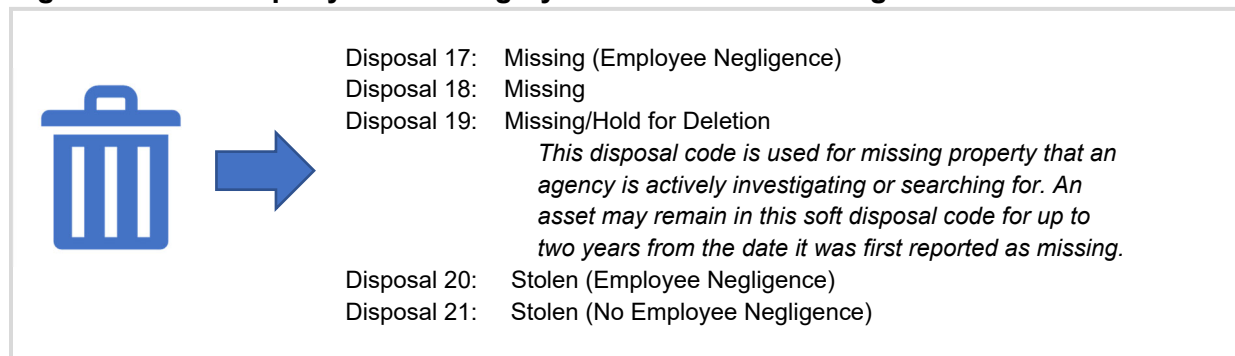 Disposal 17: Missing (Employee Negligence)
Disposal 18: Missing
Disposal 19: Missing/Hold for Deletion
This disposal code is used for missing property that an
agency is actively investigating or searching for. An
asset may remain in this soft disposal code for up to
two years from the date it was first reported as missing.
Disposal 20: Stolen (Employee Negligence)
Disposal 21: Stolen (No Employee Negligence)